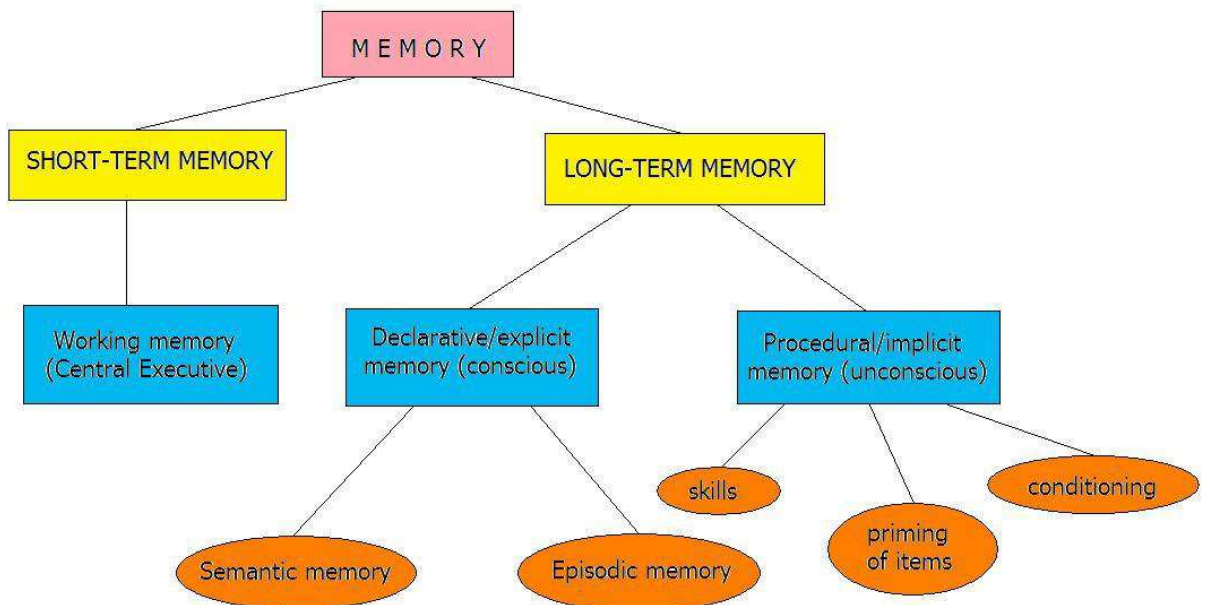 M E M O R Y
SHORT-TERM MEMORY
LONG-TERM MEMORY
Working memory
(Central Executive)
Declarative/explicit
memory (conscious)
Procedural/implicit
memory (unconscious)
skills
conditioning
priming
of items
Semantic memory
Episodic memory